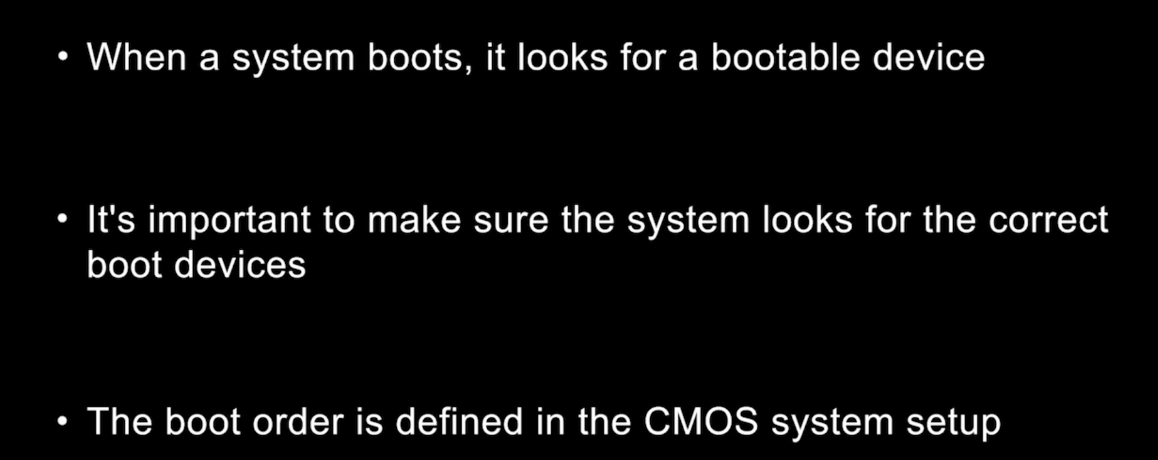 • When a system boots, it looks for a bootable device
• It's important to make sure the system looks for the correct
boot devices
• The boot order is defined in the CMOS system setup